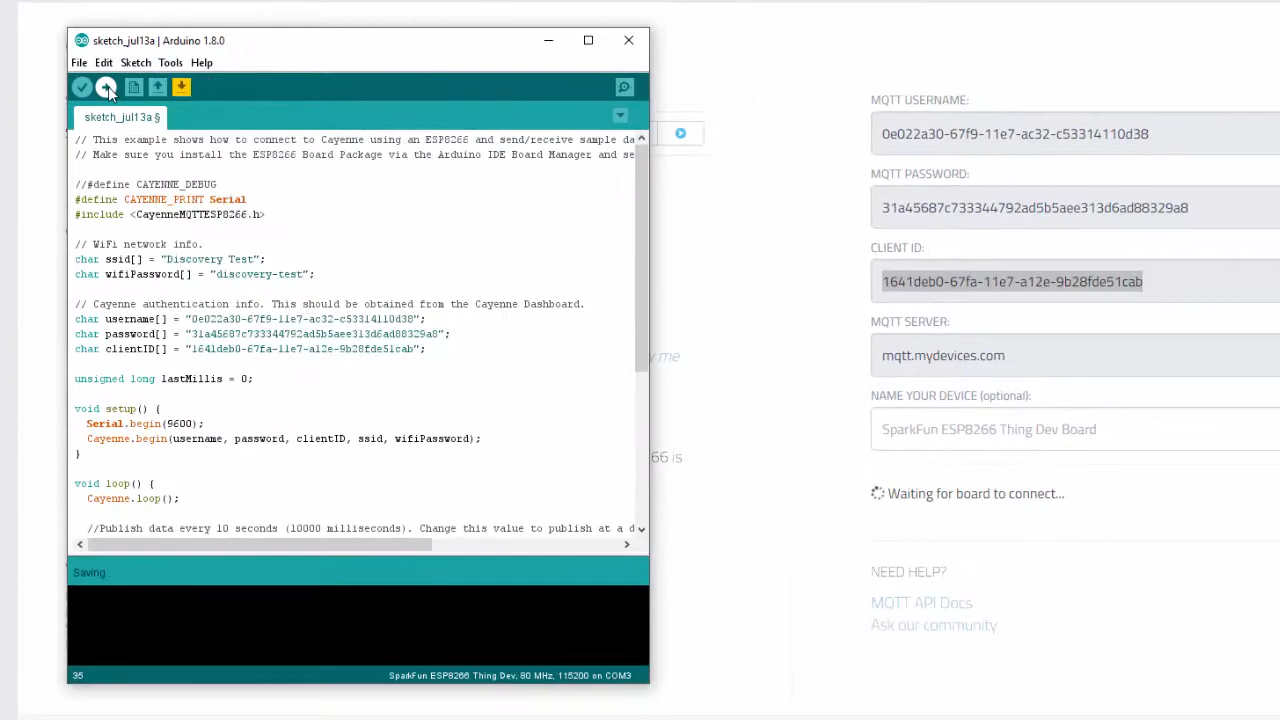 sketch_jul13a | Arduino 1.8.0
File Edit Sketch Tools Help
sketch_jul13a §
// This example shows how to connect to Cayenne using an ESP8266 and send/receive sample da
// Make sure you install the ESP8266 Board Package via the Arduino IDE Board Manager and se
//#define CAYENNE_DEBUG
#define CAYENNE_PRINT Serial
#include <CayenneMQTTESP8266.h>
// WiFi network info.
char ssid[] = "Discovery Test";
char wifiPassword[] = "discovery-test";
// Cayenne authentication info. This should be obtained from the Cayenne Dashboard.
char username[] = "0e022a30-67f9-11e7-ac32-c53314110d38";
char password[] = "31a45687c733344792ad5b5aee313d6ad88329a8";
char clientID[] = "1641deb0-67fa-11e7-a12e-9b28fde51cab";
unsigned long lastMillis = 0;
void setup() {
Serial.begin(9600);
Cayenne.begin(username, password, clientID, ssid, wifiPassword);
}
void loop() {
Cayenne.loop();
//Publish data every 10 seconds (10000 milliseconds). Change this value to publish at a d
Saving..
35
SparkFun ESP8266 Thing Dev, 80 MHz, 115200 on COM3
me
66 is
MQTT USERNAME:
0e022a30-67f9-11e7-ac32-c53314110d38
MQTT PASSWORD:
31a45687c733344792ad5b5aee313d6ad88329a8
CLIENT ID:
1641deb0-67fa-11e7-a12e-9b28fde51cab
MQTT SERVER:
mqtt.mydevices.com
NAME YOUR DEVICE (optional):
SparkFun ESP8266 Thing Dev Board
Waiting for board to connect...
NEED HELP?
MQTT API Docs
Ask our community